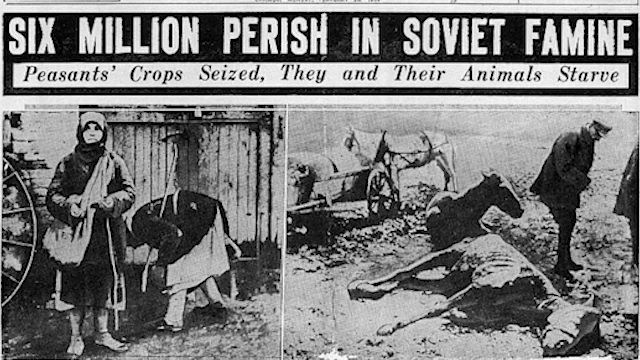 SIX MILLION PERISH IN SOVIET FAMINE
Peasants' Crops Seized, They and Their Animals Starve